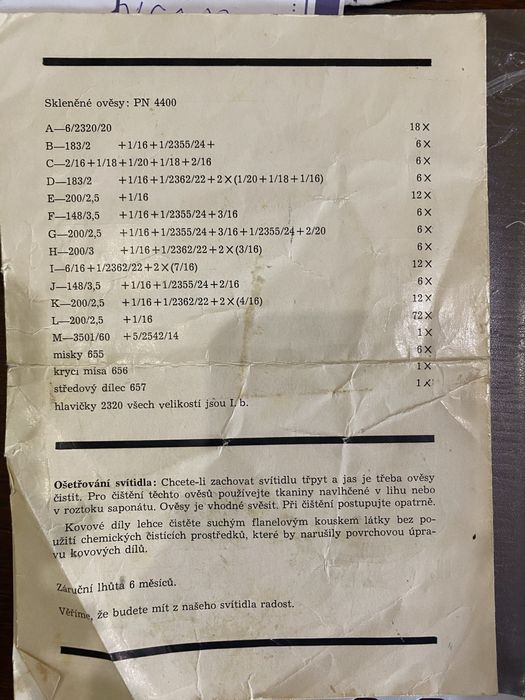 Skleněné ověsy: PN 4400
A—6/2320/20 18×
B—183/2 +1/16+1/2355/24+ 6×
C—2/16+1/18+1/20+1/18+2/16 6×
D—183/2 +1/16+1/2362/22+2×(1/20+1/18+1/16) 6×
E—200/2,5 +1/16 12×
F—148/3,5 +1/16+1/2355/24+3/16 6×
G—200/2,5 +1/16+1/2355/24+3/16+1/2355/24+2/20 6×
H—200/3 +1/16+1/2362/22+2×(3/16) 6×
I—6/16+1/2362/22+2×(7/16) 12×
J—148/3,5 +1/16+1/2355/24+2/16 6×
K—200/2,5 +1/16+1/2362/22+2×(4/16) 12×
L—200/2,5 +1/16 72×
M—3501/60 +5/2542/14 1×
misky 655 6×
krycí mísa 656 1×
středový dílec 657 1×
hlavičky 2320 všech velikostí jsou I. b.
Ošetřování svítidla: Chcete-li zachovat svítidlu třpyt a jas je třeba ověsy
čistit. Pro čištění těchto ověsů používejte tkaniny navlhčené v lihu nebo
v roztoku saponátu. Ověsy je vhodné svěsit. Při čištění postupujte opatrně.
Kovové díly lehce čistěte suchým flanelovým kouskem látky bez po-
užití chemických čistících prostředků, které by narušily povrchovou úpra-
vu kovových dílů.
Záruční lhůta 6 měsíců.
Věříme, že budete mít z našeho svítidla radost.